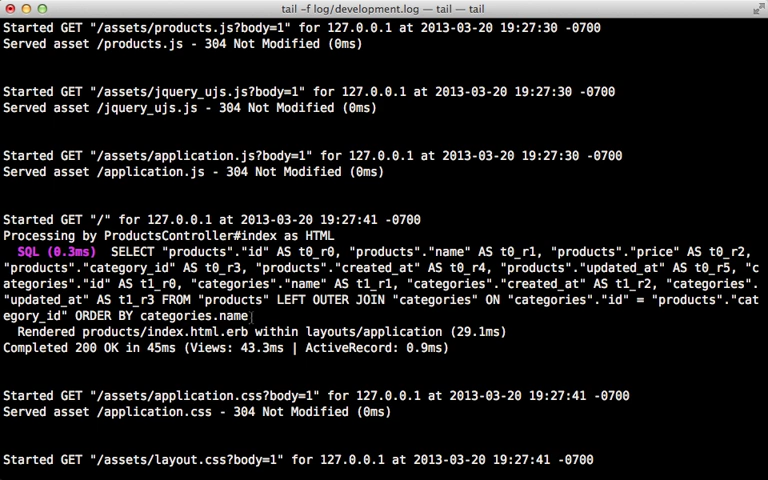 tail -f log/development.log — tail — tail
Started GET "/assets/products.js?body=1" for 127.0.0.1 at 2013-03-20 19:27:30 -0700
Served asset /products.js - 304 Not Modified (0ms)
Started GET "/assets/jquery_ujs.js?body=1" for 127.0.0.1 at 2013-03-20 19:27:30 -0700
Served asset /jquery_ujs.js - 304 Not Modified (0ms)
Started GET "/assets/application.js?body=1" for 127.0.0.1 at 2013-03-20 19:27:30 -0700
Served asset /application.js - 304 Not Modified (0ms)
Started GET "/" for 127.0.0.1 at 2013-03-20 19:27:41 -0700
Processing by ProductsController#index as HTML
SQL (0.3ms)  SELECT "products"."id" AS t0_r0, "products"."name" AS t0_r1, "products"."price" AS t0_r2,
"products"."category_id" AS t0_r3, "products"."created_at" AS t0_r4, "products"."updated_at" AS t0_r5, "c
ategories"."id" AS t1_r0, "categories"."name" AS t1_r1, "categories"."created_at" AS t1_r2, "categories".
"updated_at" AS t1_r3 FROM "products" LEFT OUTER JOIN "categories" ON "categories"."id" = "products"."cat
egory_id" ORDER BY categories.name
Rendered products/index.html.erb within layouts/application (29.1ms)
Completed 200 OK in 45ms (Views: 43.3ms | ActiveRecord: 0.9ms)
Started GET "/assets/application.css?body=1" for 127.0.0.1 at 2013-03-20 19:27:41 -0700
Served asset /application.css - 304 Not Modified (0ms)
Started GET "/assets/layout.css?body=1" for 127.0.0.1 at 2013-03-20 19:27:41 -0700